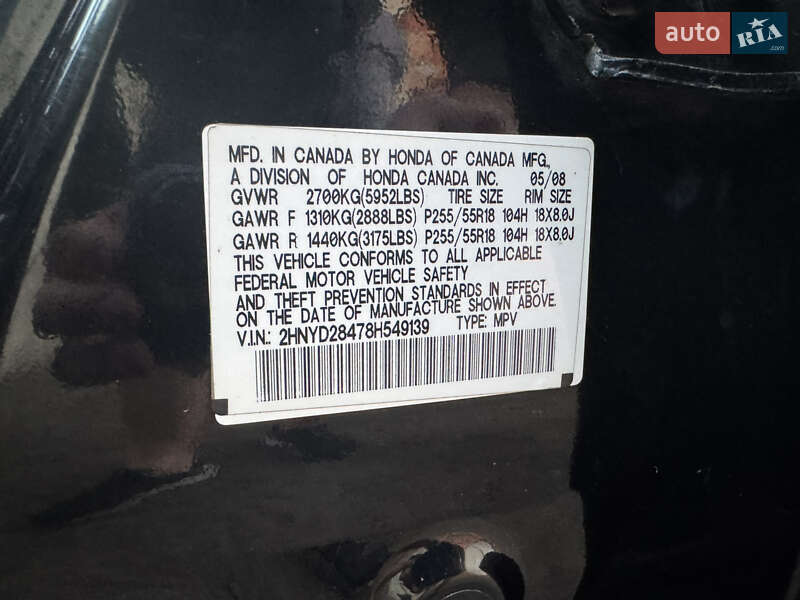 auto RIA
.com
MFD. IN CANADA BY HONDA OF CANADA MFG.,
A DIVISION OF HONDA CANADA INC. 05/08
GVWR 2700KG(5952LBS) TIRE SIZE RIM SIZE
GAWR F 1310KG(2888LBS) P255/55R18 104H 18X8.0J
GAWR R 1440KG(3175LBS) P255/55R18 104H 18X8.0J
THIS VEHICLE CONFORMS TO ALL APPLICABLE
FEDERAL MOTOR VEHICLE SAFETY
AND THEFT PREVENTION STANDARDS IN EFFECT
ON THE DATE OF MANUFACTURE SHOWN ABOVE.
V.I.N.: 2HNYD28478H549139 TYPE: MPV